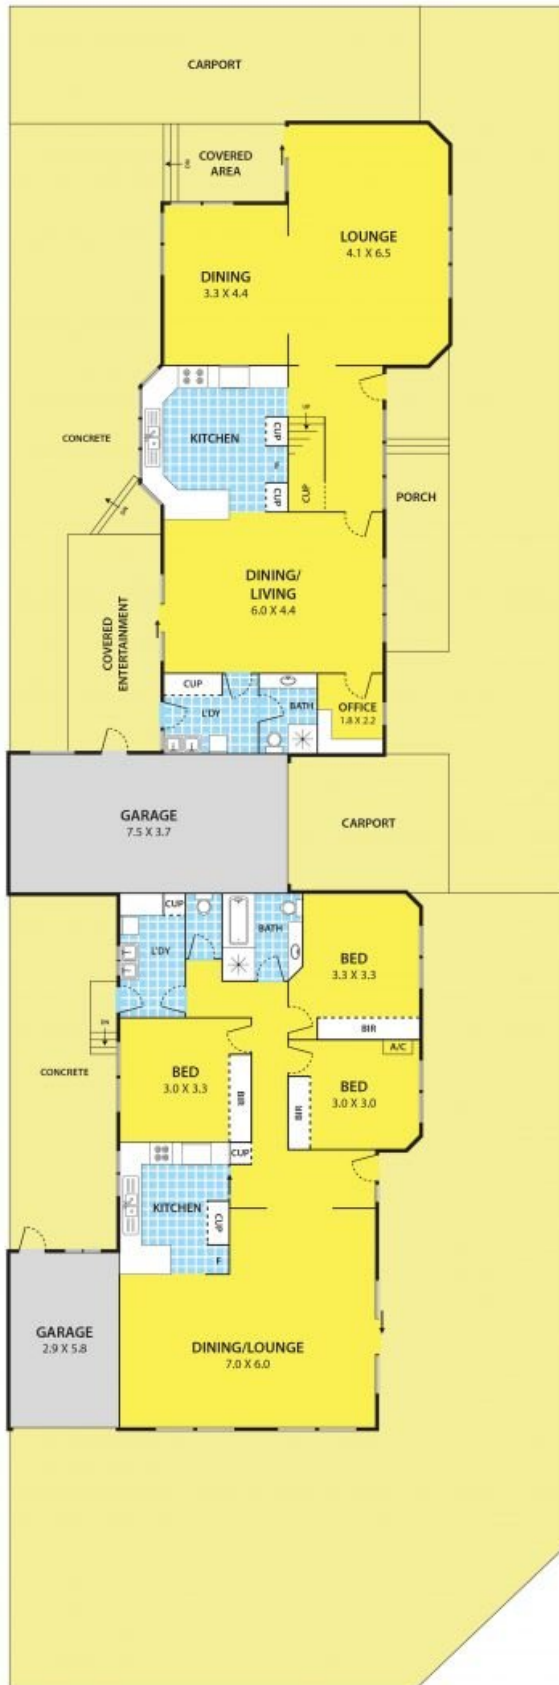 CARPORT
COVERED
AREA
DN
LOUNGE
4.1 X 6.5
DINING
3.3 X 4.4
KITCHEN
CUP
UP
CUP
CUP
CONCRETE
DN
PORCH
DINING/
LIVING
6.0 X 4.4
COVERED
ENTERTAINMENT
CUP
L'DY
BATH
OFFICE
1.8 X 2.2
GARAGE
7.5 X 3.7
CARPORT
CUP
L'DY
BATH
BED
3.3 X 3.3
BIR
DN
CONCRETE
BED
3.0 X 3.3
BIR
A/C
BED
3.0 X 3.0
BIR
CUP
KITCHEN
CUP
F
GARAGE
2.9 X 5.8
DINING/LOUNGE
7.0 X 6.0